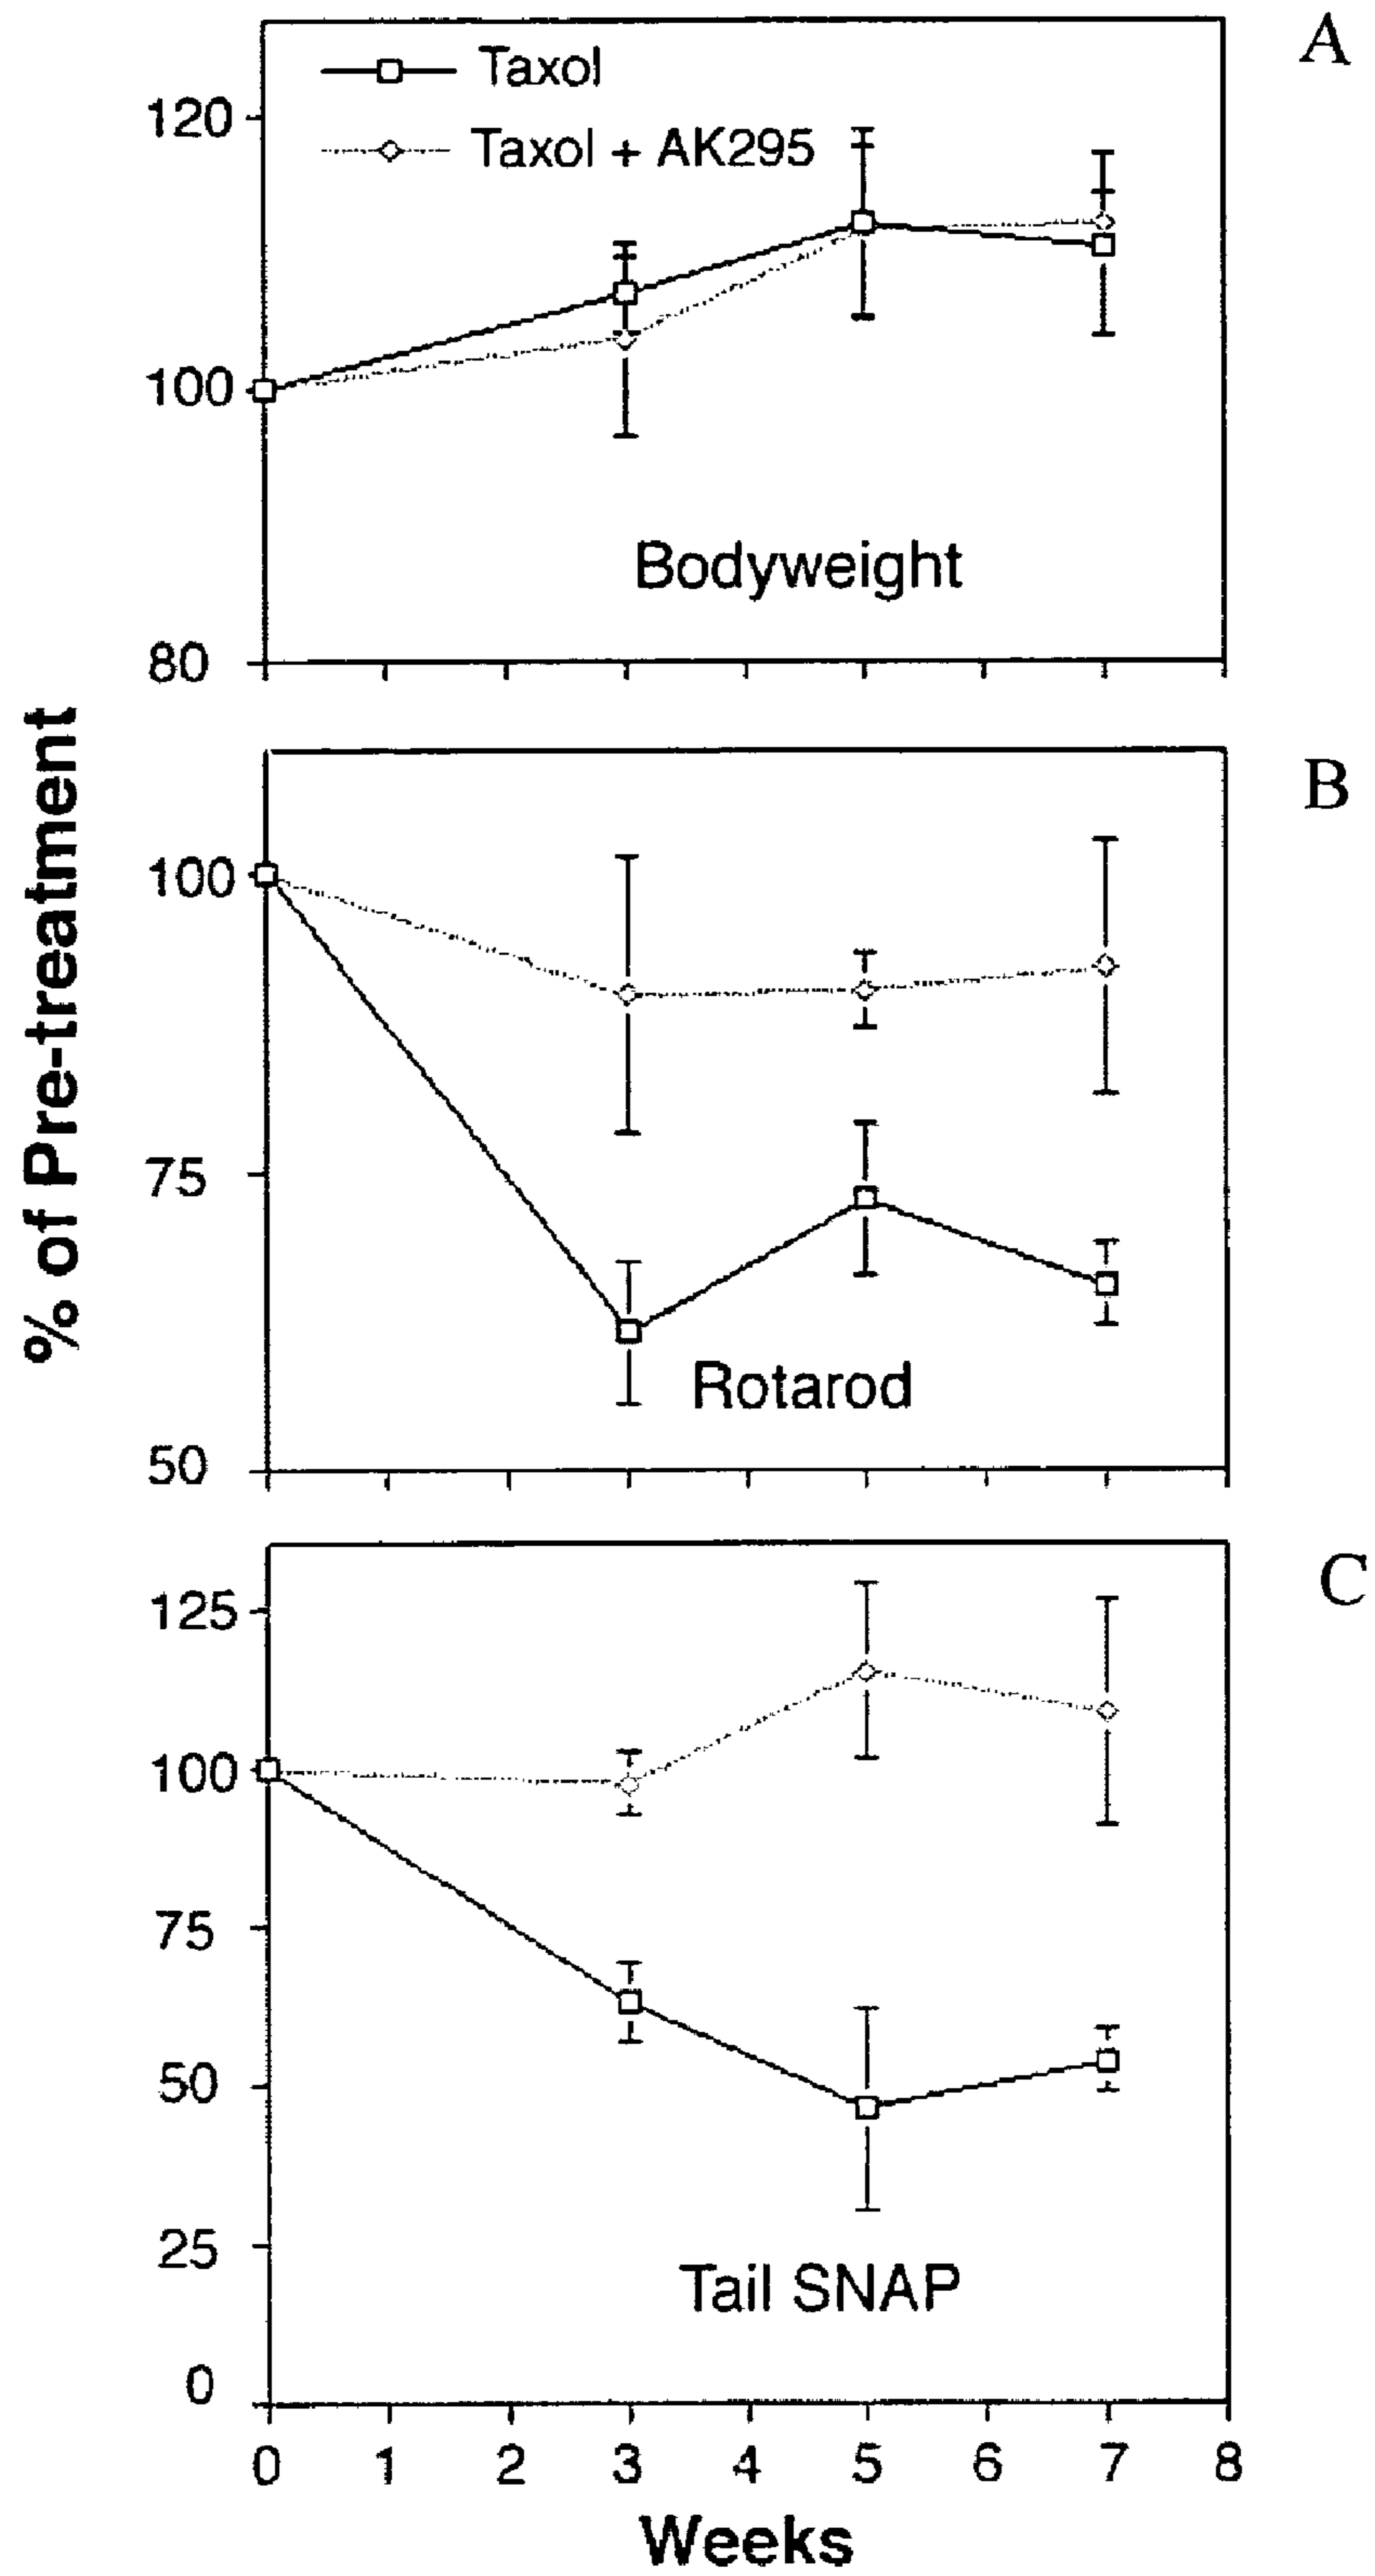 A
Taxol
120
Taxol + AK295
100
Bodyweight
80
% of Pre-treatment
B
100
75
Rotarod
50
C
125
100
75
50
25
Tail SNAP
0
0 1 2 3 4 5 6 7 8
Weeks